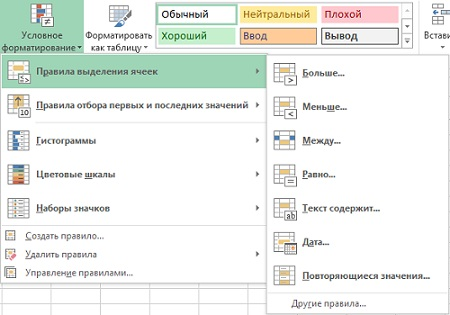 Условное форматирование
Форматировать как таблицу
Обычный
Нейтральный
Плохой
Хороший
Ввод
Вывод
Встави
Правила выделения ячеек
Правила отбора первых и последних значений
Гистограммы
Цветовые шкалы
Наборы значков
Создать правило...
Удалить правила
Управление правилами...
Больше...
Меньше...
Между...
Равно...
Текст содержит...
Дата...
Повторяющиеся значения...
Другие правила...